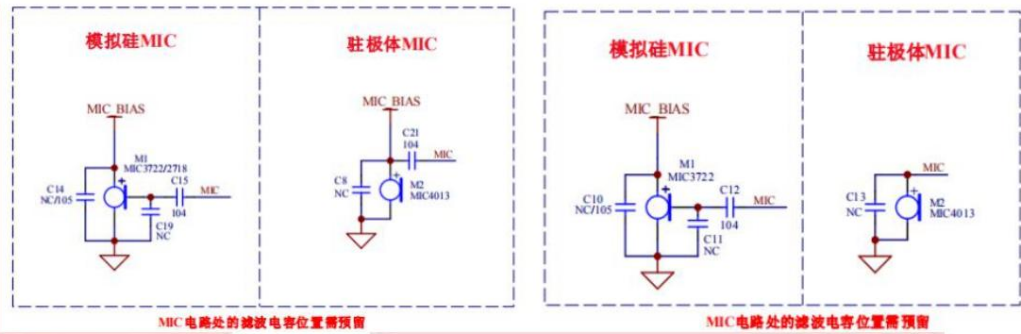 模拟硅MIC
MIC_BIAS
M1
MIC3722/2718
C14
NC/105
C15
104
MIC
C19
NC
驻极体MIC
MIC_BIAS
C21
104
MIC
C8
NC
M2
MIC4013
MIC电路处的滤波电容位置需预留
模拟硅MIC
MIC_BIAS
M1
MIC3722
C10
NC/105
C12
104
MIC
C11
NC
驻极体MIC
MIC
C13
NC
M2
MIC4013
MIC电路处的滤波电容位置需预留